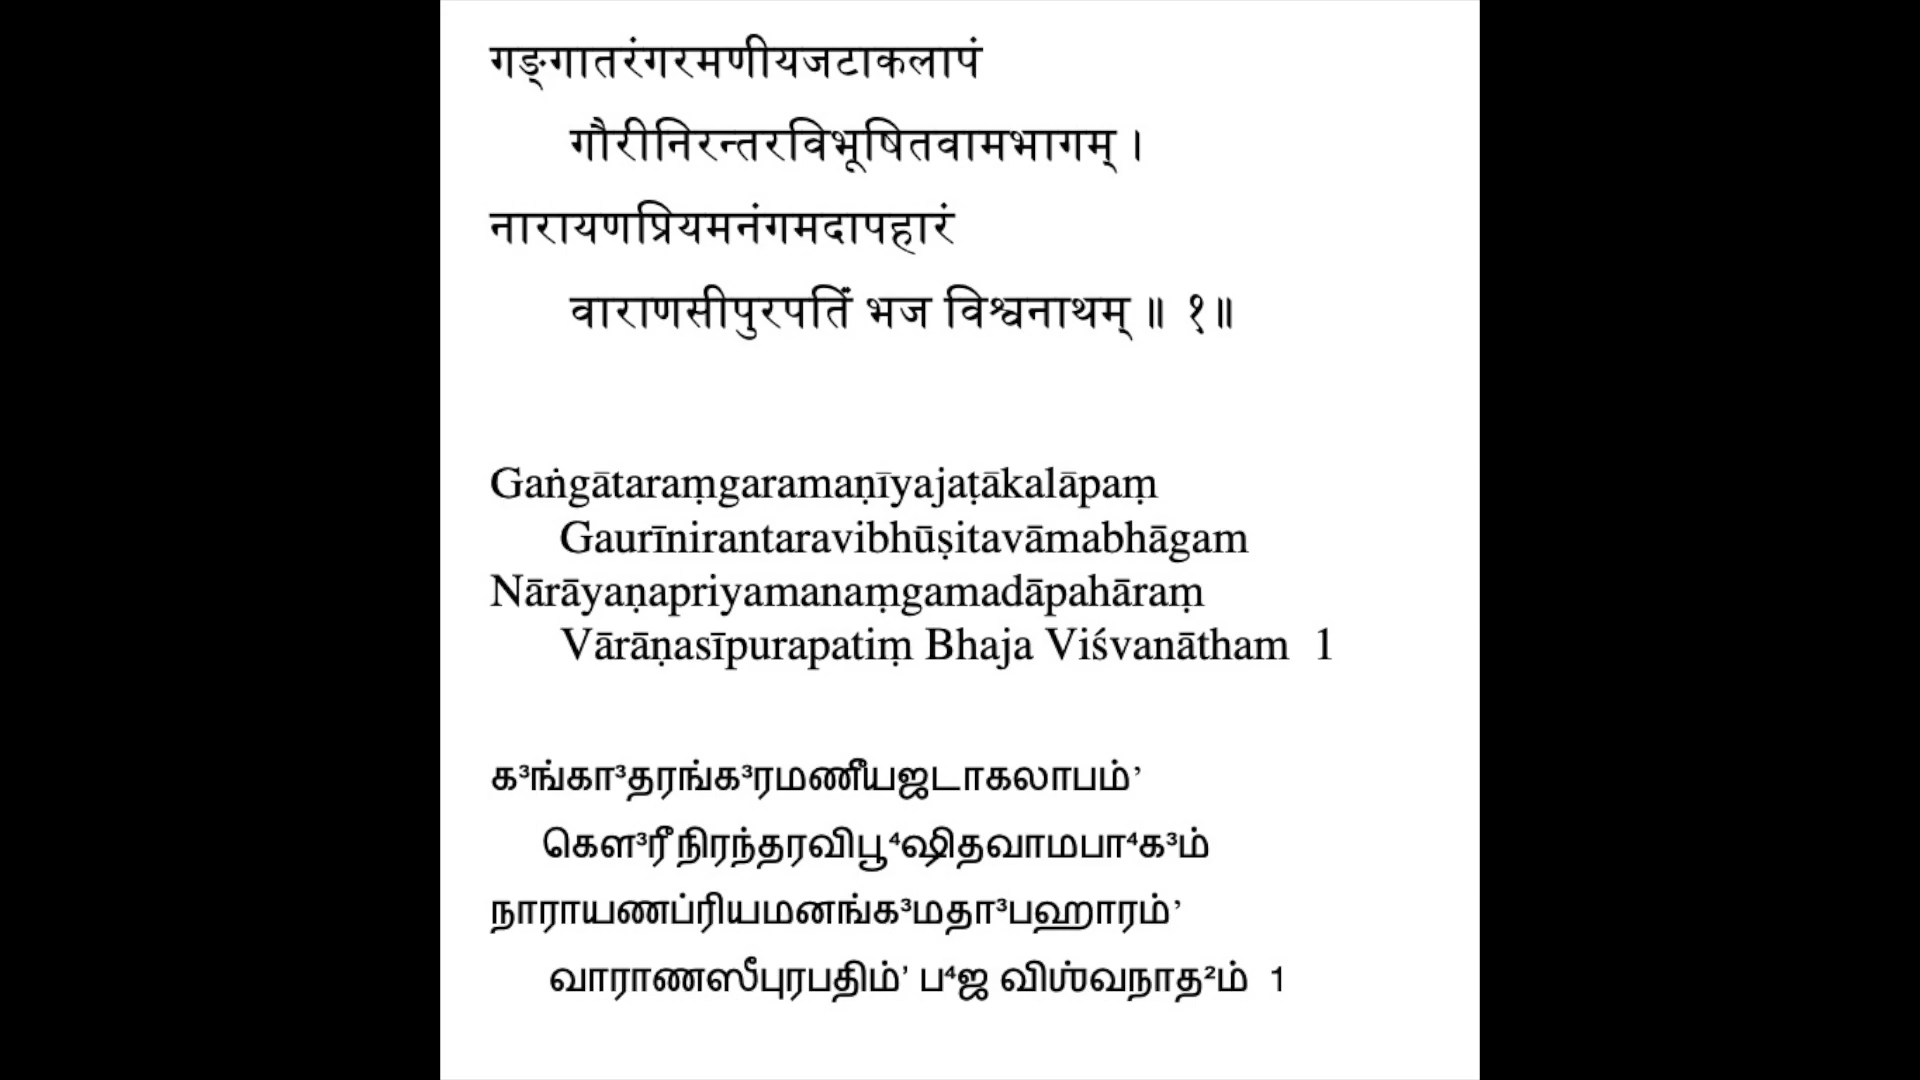 गङ्गातरंगरमणीयजटाकलापं
गौरीनिरन्तरविभूषितवामभागम् ।
नारायणप्रियमनंगमदापहारं
वाराणसीपुरपतिं भज विश्वनाथम् ॥ १॥
Gaṅgātaraṃgaramaṇīyajaṭākalāpaṃ
Gaurīnirantaravibhūṣitavāmabhāgam
Nārāyaṇapriyamanaṃgamadāpahāraṃ
Vārāṇasīpurapatiṃ Bhaja Viśvanātham 1
க³ங்கா³தரங்க³ரமணீயஜடாகலாபம்ʼ
கௌ³ரீநிரந்தரவிபூ⁴ஷிதவாமபா⁴க³ம்
நாராயணப்ரியமனங்க³மதா³பஹாரம்ʼ
வாராணஸீபுரபதிம்ʼ ப⁴ஜ விஶ்வநாத²ம் 1